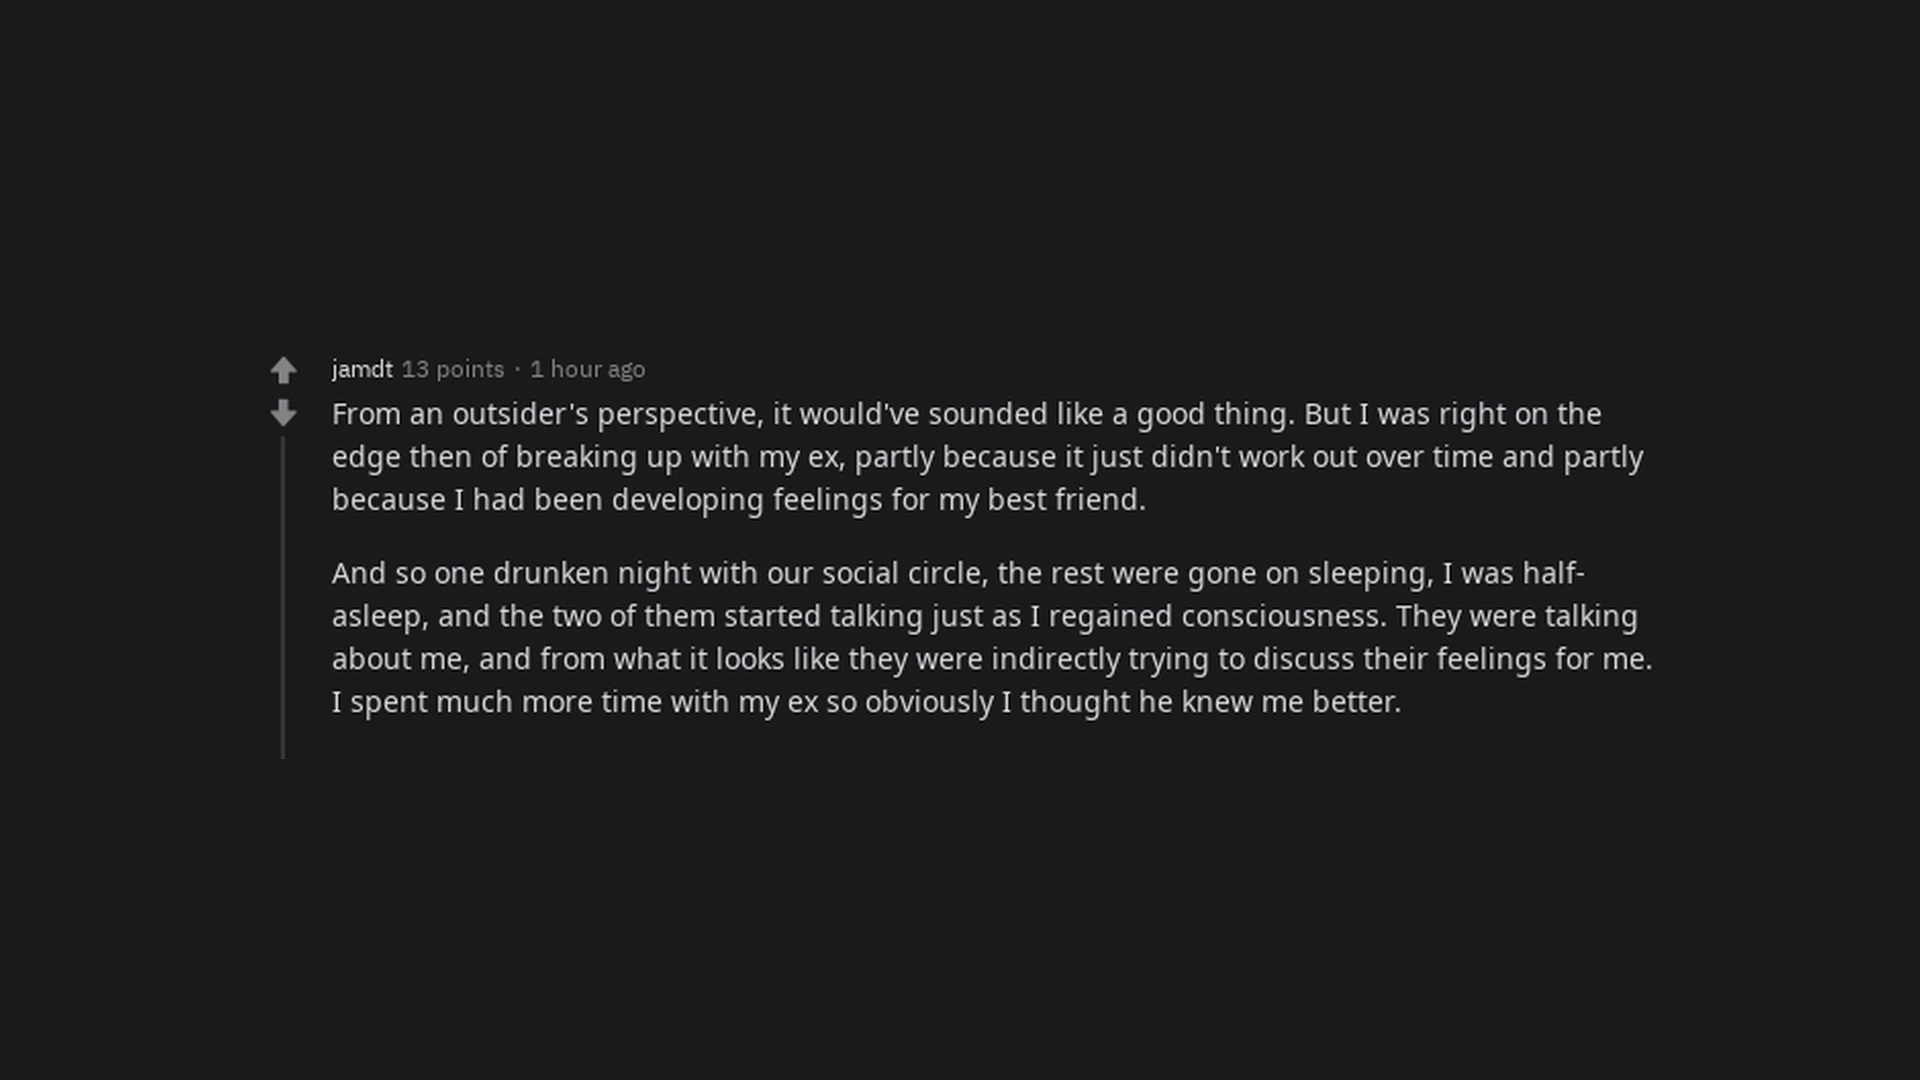 jamdt 13 points · 1 hour ago
From an outsider's perspective, it would've sounded like a good thing. But I was right on the
edge then of breaking up with my ex, partly because it just didn't work out over time and partly
because I had been developing feelings for my best friend.
And so one drunken night with our social circle, the rest were gone on sleeping, I was half-
asleep, and the two of them started talking just as I regained consciousness. They were talking
about me, and from what it looks like they were indirectly trying to discuss their feelings for me.
I spent much more time with my ex so obviously I thought he knew me better.